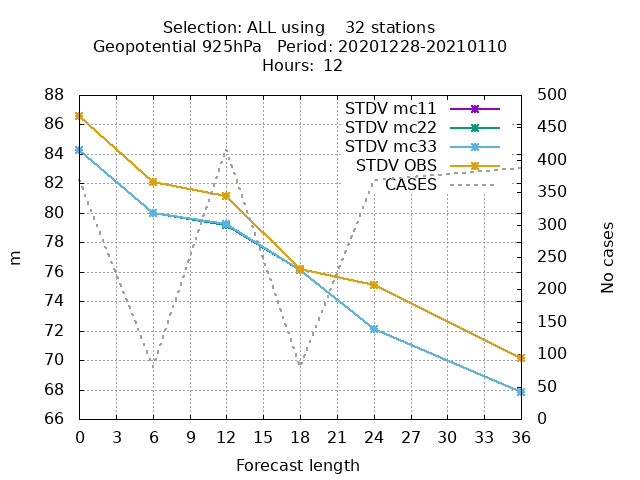 Selection: ALL using    32 stations
Geopotential 925hPa   Period: 20201228-20210110
Hours: 12
88
86
84
82
80
78
76
74
72
70
68
66
m
STDV mc11
STDV mc22
STDV mc33
STDV OBS
CASES
500
450
400
350
300
250
200
150
100
50
0
No cases
0 3 6 9 12 15 18 21 24 27 30 33 36
Forecast length